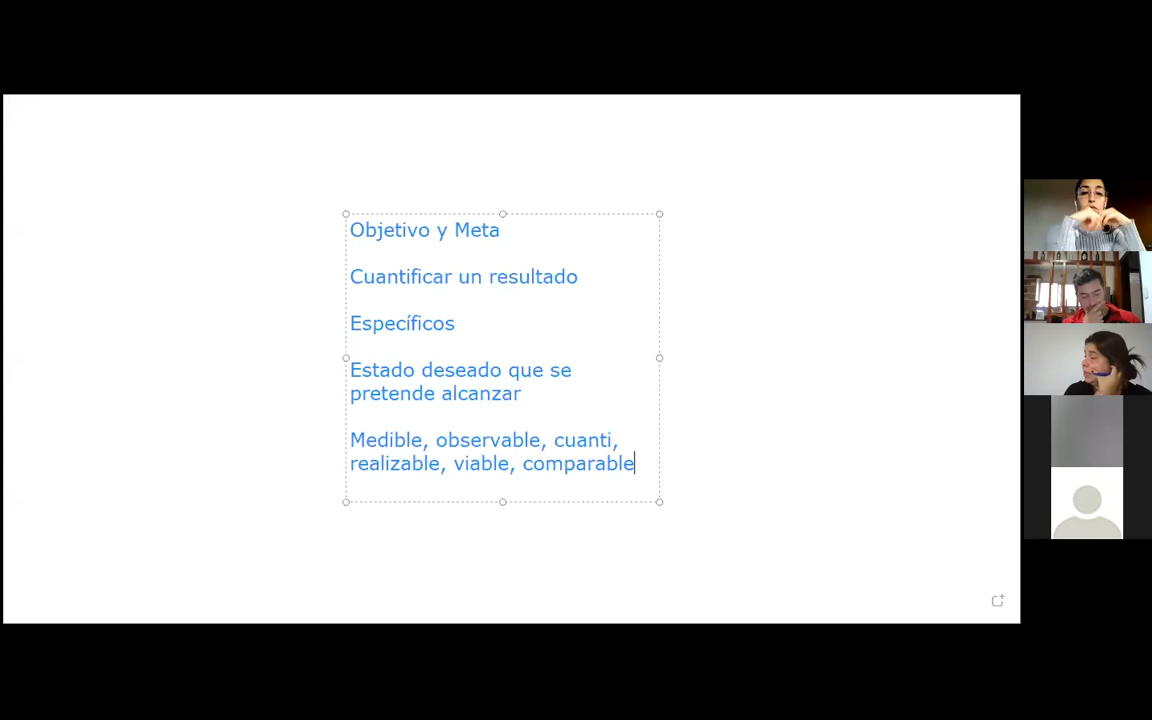 Objetivo y Meta
Cuantificar un resultado
Específicos
Estado deseado que se
pretende alcanzar
Medible, observable, cuanti,
realizable, viable, comparable